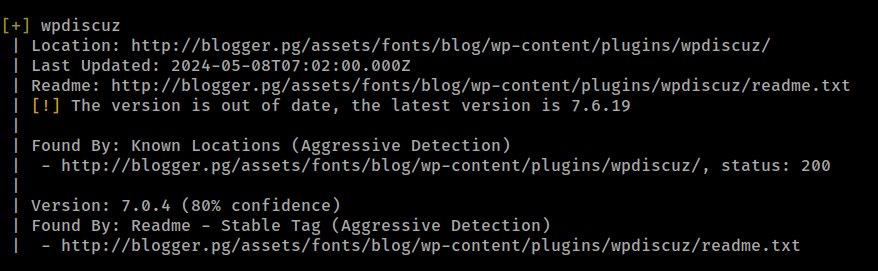 [+] wpdiscuz
| Location: http://blogger.pg/assets/fonts/blog/wp-content/plugins/wpdiscuz/
| Last Updated: 2024-05-08T07:02:00.000Z
| Readme: http://blogger.pg/assets/fonts/blog/wp-content/plugins/wpdiscuz/readme.txt
| [!] The version is out of date, the latest version is 7.6.19
|
| Found By: Known Locations (Aggressive Detection)
|  - http://blogger.pg/assets/fonts/blog/wp-content/plugins/wpdiscuz/, status: 200
|
| Version: 7.0.4 (80% confidence)
| Found By: Readme - Stable Tag (Aggressive Detection)
|  - http://blogger.pg/assets/fonts/blog/wp-content/plugins/wpdiscuz/readme.txt